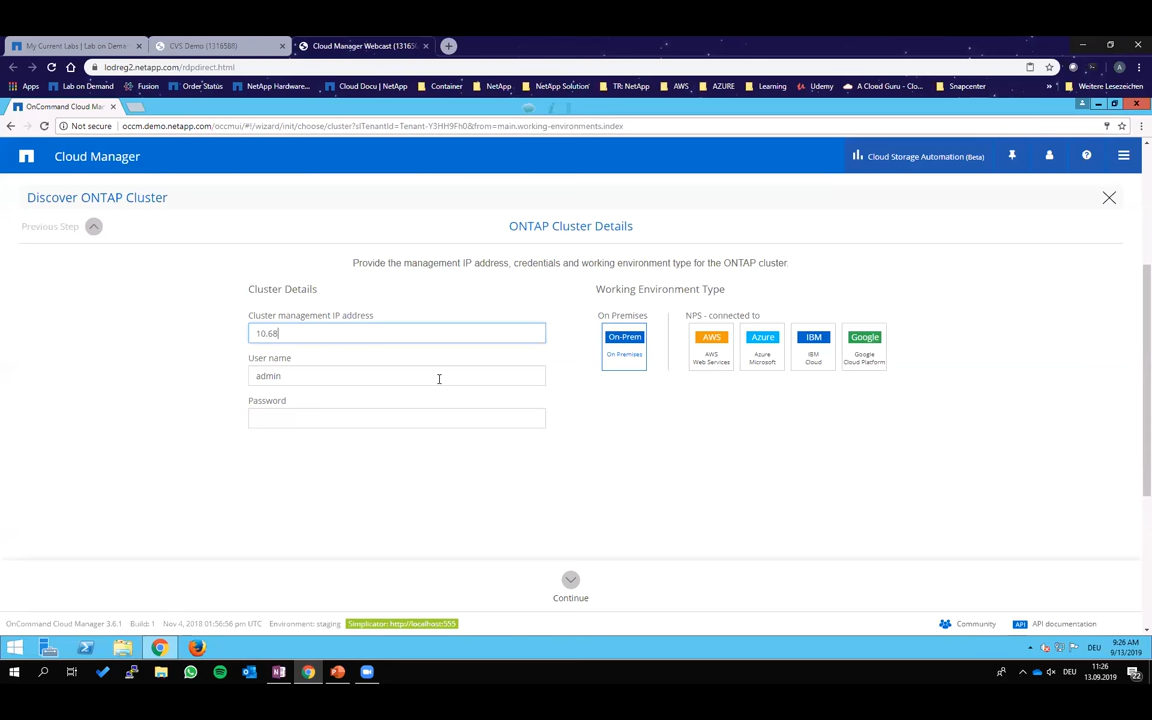 My Current Labs | Lab on Dem
CVS Demo (131658fl)
Cloud Manager Webcast (13165
lodreg2.netapp.com/rdpdirect.html
Apps
Lab on Demand
Fusion
Order Status
NetApp Hardware...
Cloud Docu | NetApp
Container
NetApp
NetApp Solution
TR: NetApp
AWS
AZURE
Learning
Udemy
A Cloud Guru - Clo...
Snapcenter
Weitere Lesezeichen
OnCommand Cloud Mar
Not secure
occm.demo.netapp.com/occmui/#!/wizard/init/choose/cluster?slTenantId=Tenant-Y3HH9Fh0&from=main.working-environments.index
Cloud Manager
Cloud Storage Automation (Beta)
Discover ONTAP Cluster
Previous Step
ONTAP Cluster Details
Provide the management IP address, credentials and working environment type for the ONTAP cluster.
Cluster Details
Working Environment Type
Cluster management IP address
On Premises
NPS - connected to
10.68
On-Prem
On Premises
AWS
AWS
Web Services
Azure
Azure
Microsoft
IBM
IBM
Cloud
Google
Google
Cloud Platform
User name
admin
Password
Continue
OnCommand Cloud Manager 3.6.1
Build: 1
Nov 4, 2018 01:56:56 pm UTC
Environment: staging
Simplicator: http://localhost:555
Community
API
API documentation
DEU
9:26 AM
9/13/2019
DEU
11:26
13.09.2019
22